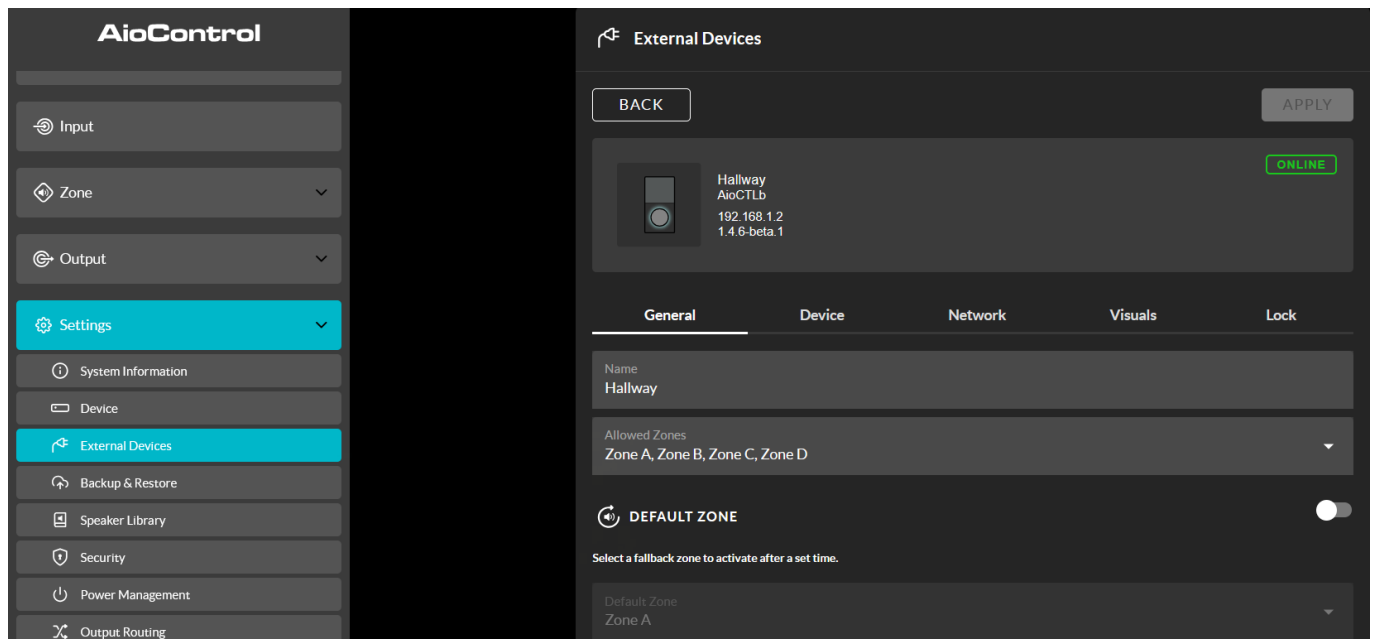 AioControl
Input
Zone
Output
Settings
System Information
Device
External Devices
Backup & Restore
Speaker Library
Security
Power Management
Output Routing
External Devices
BACK
APPLY
ONLINE
Hallway
AioCTLb
192.168.1.2
1.4.6-beta.1
General Device Network Visuals Lock
Name
Hallway
Allowed Zones
Zone A, Zone B, Zone C, Zone D
DEFAULT ZONE
Select a fallback zone to activate after a set time.
Default Zone
Zone A